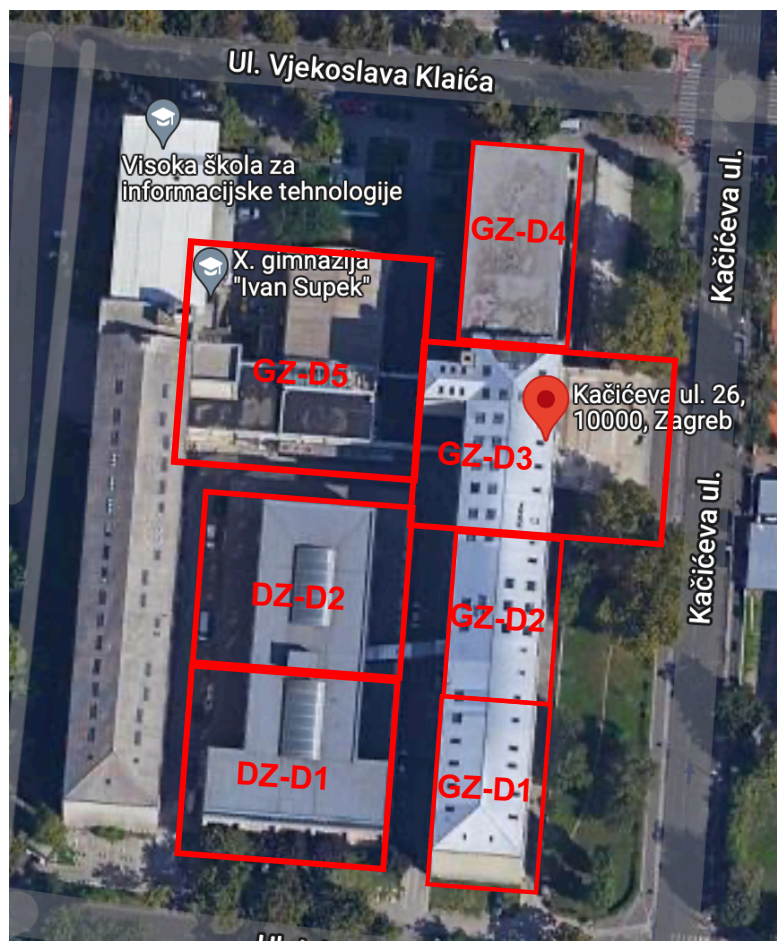 Ul. Vjekoslava Klaića
Visoka škola za
informacijske tehnologije
Kačićeva ul.
GZ-D4
X. gimnazija
"Ivan Supek"
GZ-D5
Kačićeva ul. 26,
10000, Zagreb
GZ-D3
Kačićeva ul.
DZ-D2
GZ-D2
DZ-D1
GZ-D1